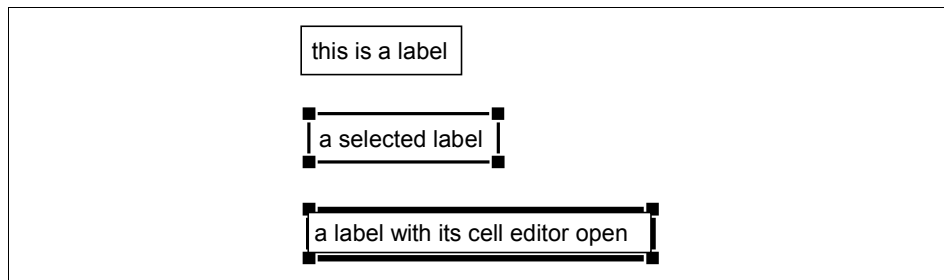 this is a label
a selected label
a label with its cell editor open